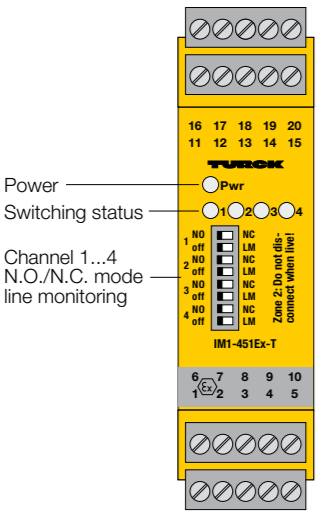 16 17 18 19 20
11 12 13 14 15
TURCK
Power
Pwr
Switching status
1 2 3 4
Channel 1...4
N.O./N.C. mode
line monitoring
1 NO NC
off LM
2 NO NC
off LM
3 NO NC
off LM
4 NO NC
off LM
Zone 2: Do not dis-
connect when live!
IM1-451Ex-T
6 7 8 9 10
Ex
1 2 3 4 5